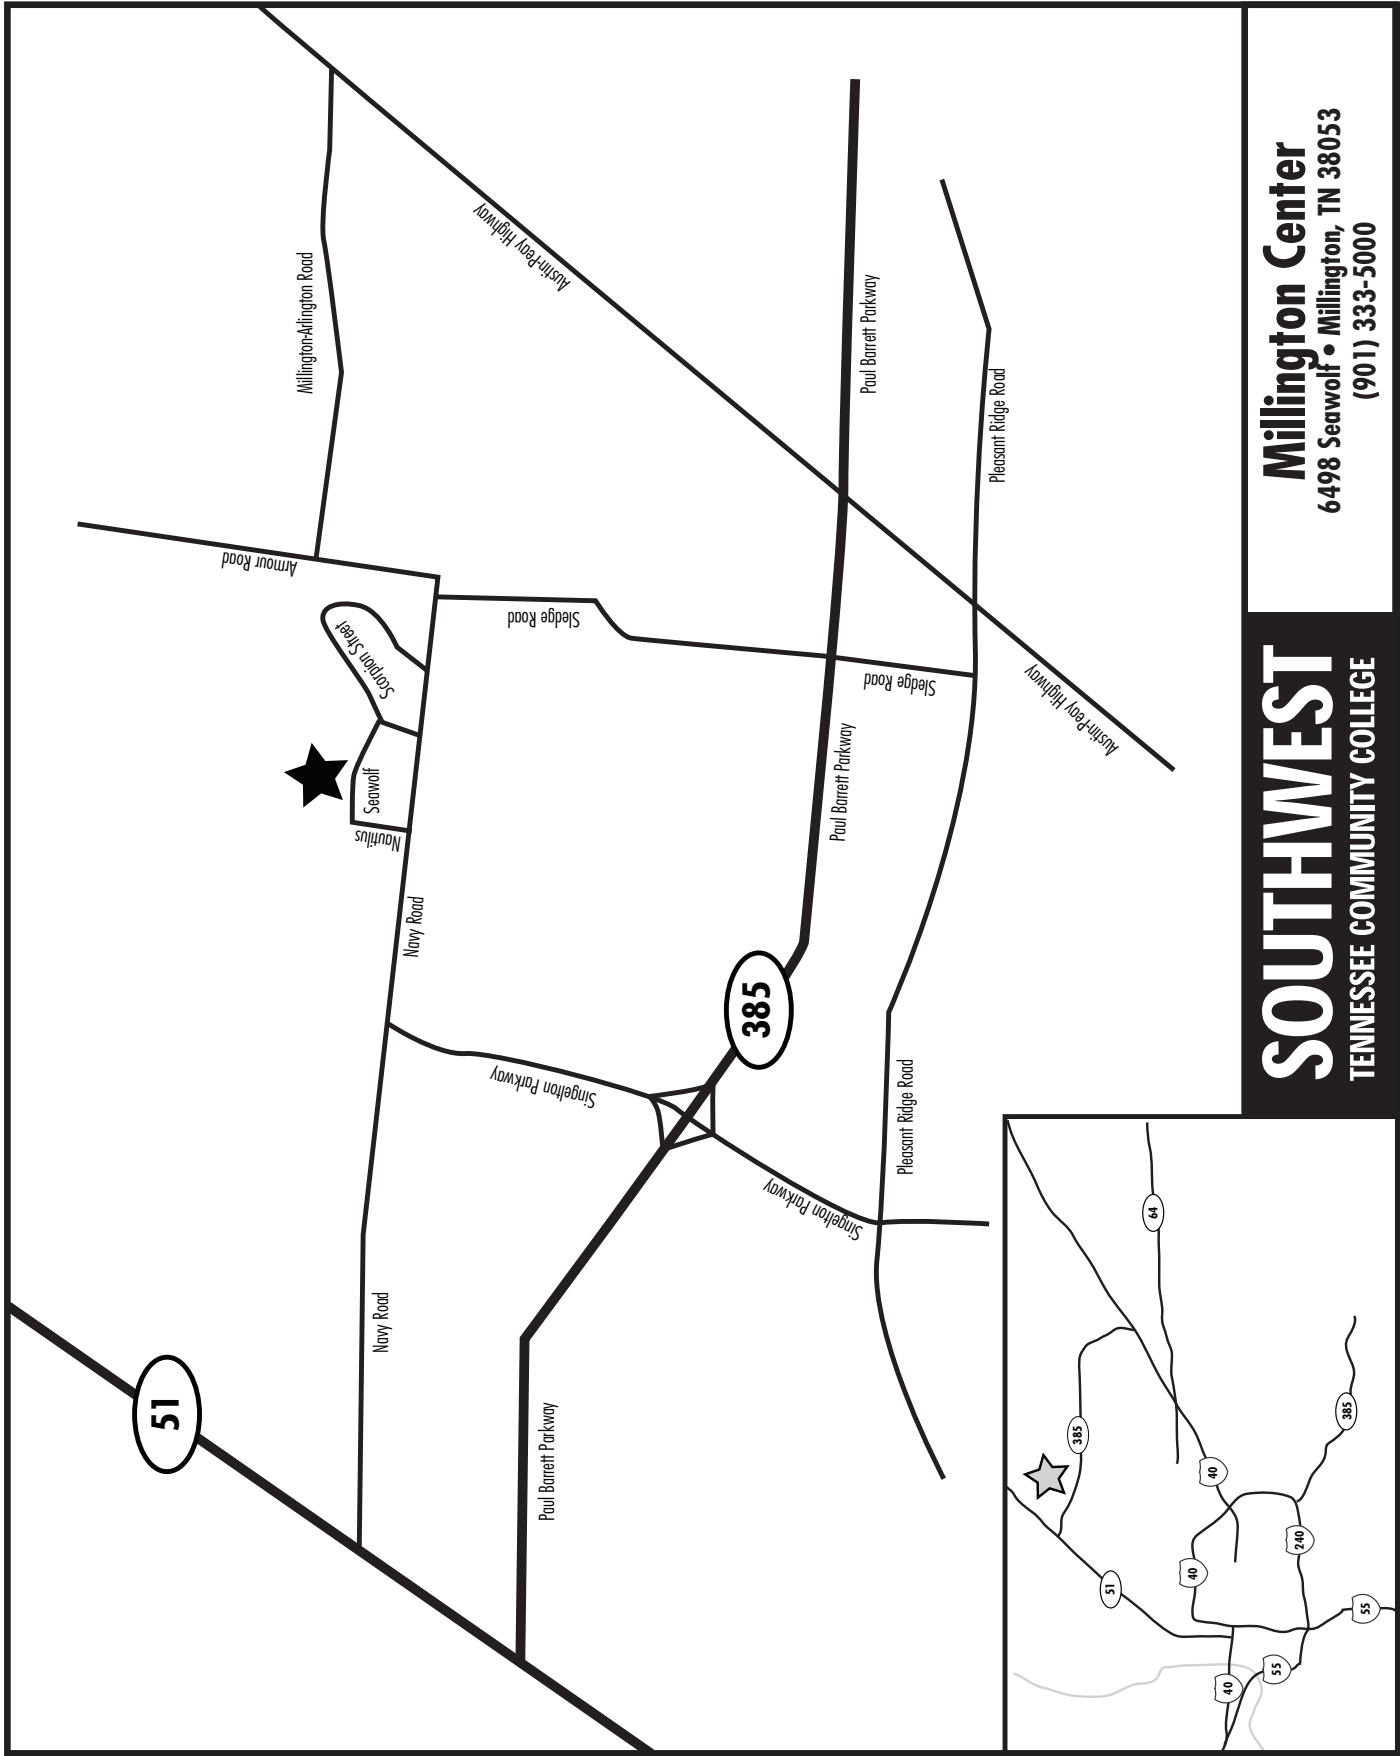 51
Navy Road
Navy Road
Nautilus
Seawolf
Scorpion Street
Armour Road
Millington-Arlington Road
Austin-Peay Highway
Sledge Road
Singelton Parkway
Paul Barrett Parkway
385
Paul Barrett Parkway
Sledge Road
Paul Barrett Parkway
Singelton Parkway
Pleasant Ridge Road
Pleasant Ridge Road
Austin-Peay Highway
51
385
64
40
40
40
240
55
55
385
SOUTHWEST
TENNESSEE COMMUNITY COLLEGE
Millington Center
6498 Seawolf • Millington, TN 38053
(901) 333-5000